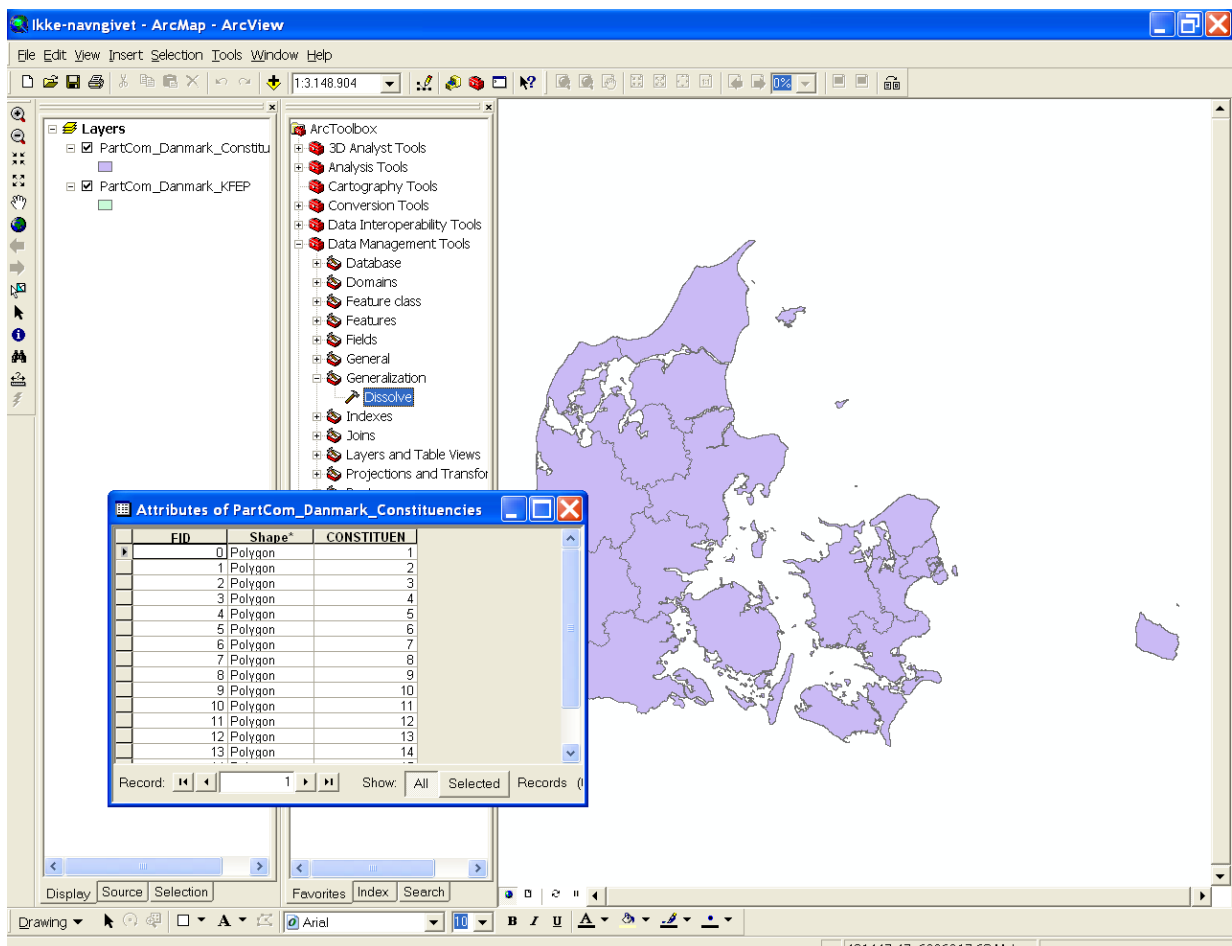 Ikke-navngivet - ArcMap - ArcView
File Edit View Insert Selection Tools Window Help
1:3.148.904
0%
Layers
PartCom_Danmark_Constitu
PartCom_Danmark_KFEP
ArcToolbox
3D Analyst Tools
Analysis Tools
Cartography Tools
Conversion Tools
Data Interoperability Tools
Data Management Tools
Database
Domains
Feature class
Features
Fields
General
Generalization
Dissolve
Indexes
Joins
Layers and Table Views
Projections and Transfor
Attributes of PartCom_Danmark_Constituencies
FID Shape* CONSTITUEN
0 Polygon 1
1 Polygon 2
2 Polygon 3
3 Polygon 4
4 Polygon 5
5 Polygon 6
6 Polygon 7
7 Polygon 8
8 Polygon 9
9 Polygon 10
10 Polygon 11
11 Polygon 12
12 Polygon 13
13 Polygon 14
Record: 1 Show: All Selected Records
Display Source Selection
Favorites Index Search
Drawing A Arial 10 B I U A